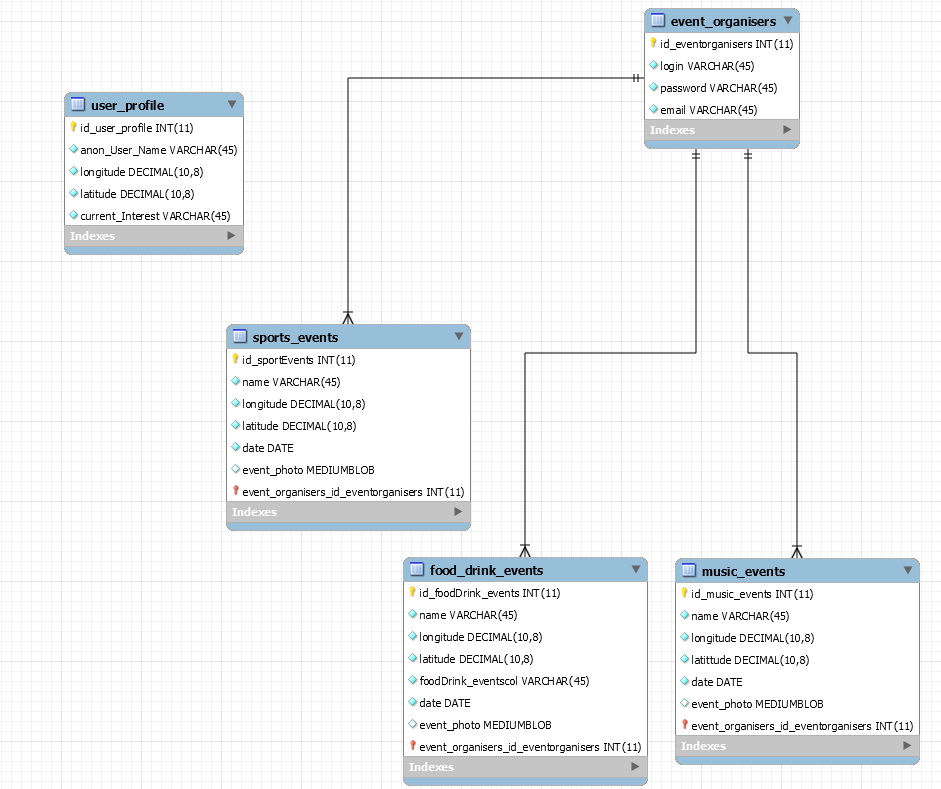 event_organisers
id_eventorganisers INT(11)
login VARCHAR(45)
password VARCHAR(45)
email VARCHAR(45)
Indexes
user_profile
id_user_profile INT(11)
anon_User_Name VARCHAR(45)
longitude DECIMAL(10,8)
latitude DECIMAL(10,8)
current_Interest VARCHAR(45)
Indexes
sports_events
id_sportEvents INT(11)
name VARCHAR(45)
longitude DECIMAL(10,8)
latitude DECIMAL(10,8)
date DATE
event_photo MEDIUMBLOB
event_organisers_id_eventorganisers INT(11)
Indexes
food_drink_events
id_foodDrink_events INT(11)
name VARCHAR(45)
longitude DECIMAL(10,8)
latitude DECIMAL(10,8)
foodDrink_eventscol VARCHAR(45)
date DATE
event_photo MEDIUMBLOB
event_organisers_id_eventorganisers INT(11)
Indexes
music_events
id_music_events INT(11)
name VARCHAR(45)
longitude DECIMAL(10,8)
latittude DECIMAL(10,8)
date DATE
event_photo MEDIUMBLOB
event_organisers_id_eventorganisers INT(11)
Indexes